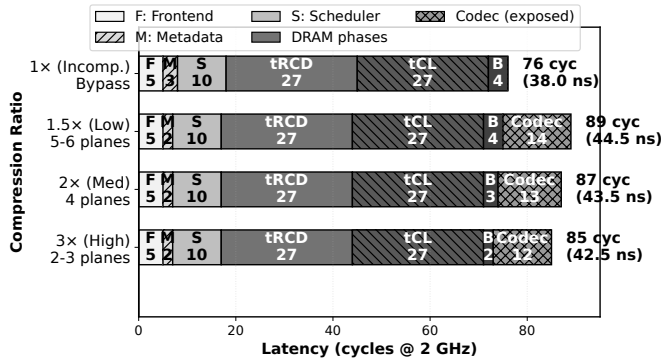 F: Frontend S: Scheduler Codec (exposed)
M: Metadata DRAM phases
Compression Ratio
1× (Incomp.)
Bypass
F M S tRCD tCL B
5 3 10 27 27 4
76 cyc
(38.0 ns)
1.5× (Low)
5-6 planes
F M S tRCD tCL B Codec
5 2 10 27 27 4 14
89 cyc
(44.5 ns)
2× (Med)
4 planes
F M S tRCD tCL B Codec
5 2 10 27 27 3 13
87 cyc
(43.5 ns)
3× (High)
2-3 planes
F M S tRCD tCL B Codec
5 2 10 27 27 2 12
85 cyc
(42.5 ns)
0 20 40 60 80
Latency (cycles @ 2 GHz)